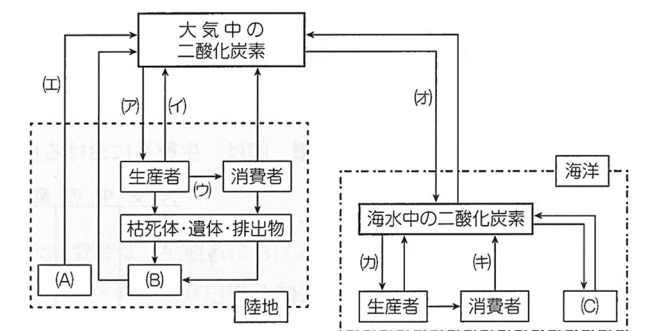 大気中の
二酸化炭素
(エ)
(ア)
(イ)
(オ)
生産者
(ウ)
消費者
海洋
枯死体・遺体・排出物
海水中の二酸化炭素
(カ)
(キ)
(A)
(B)
生産者
消費者
(C)
陸地